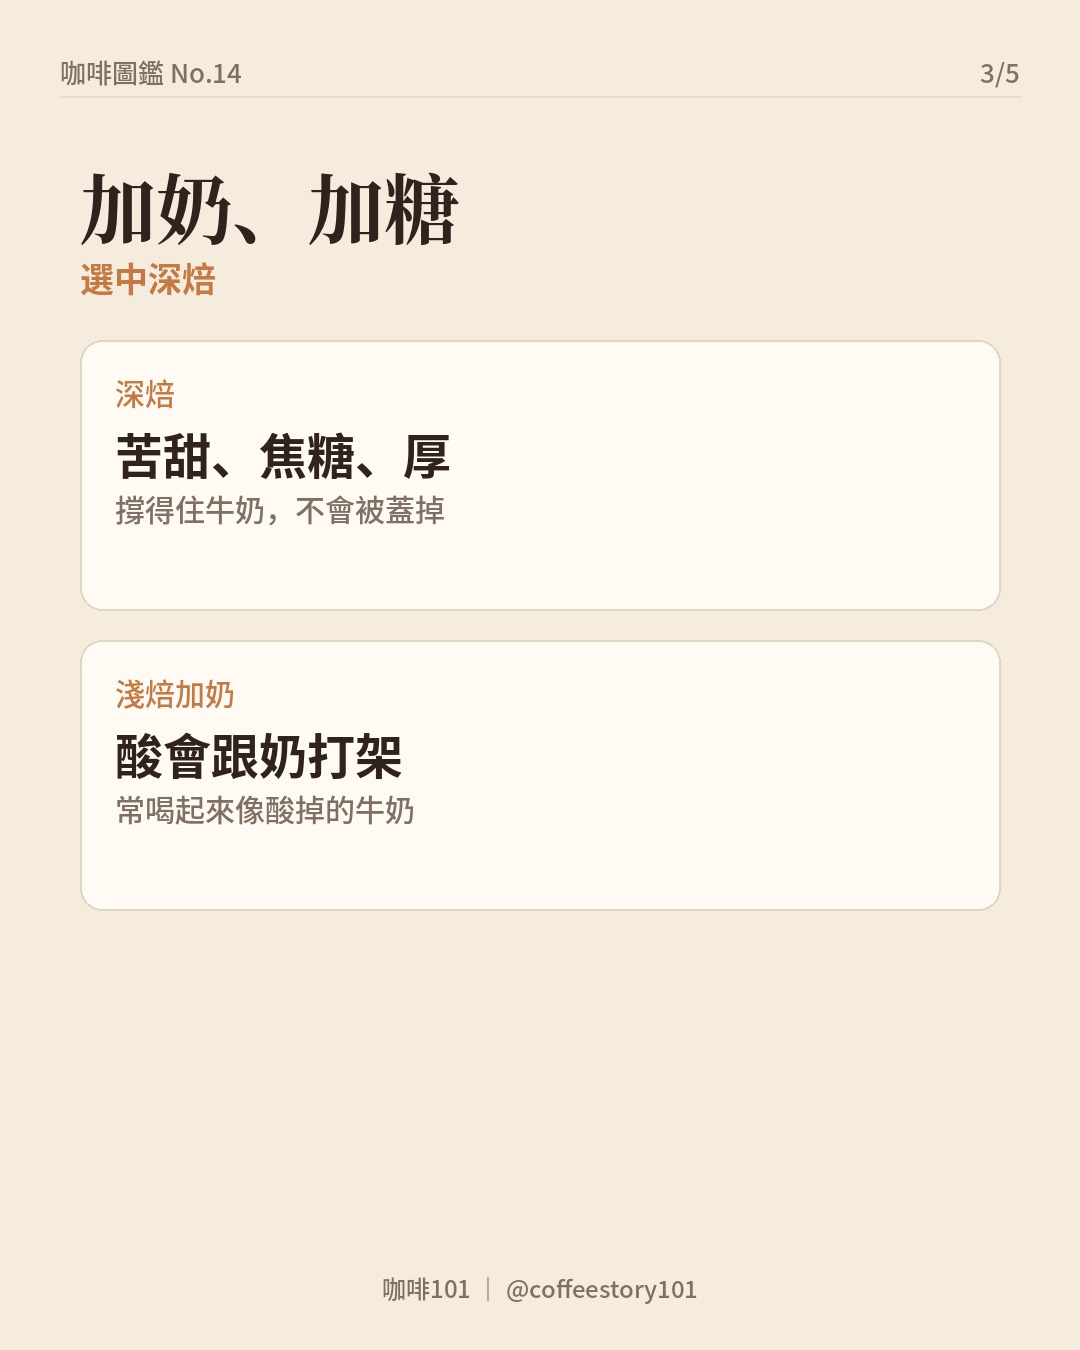 咖啡圖鑑 No.14
3/5
加奶、加糖
選中深焙
深焙
苦甜、焦糖、厚
撐得住牛奶，不會被蓋掉
淺焙加奶
酸會跟奶打架
常喝起來像酸掉的牛奶
咖啡101｜@coffeestory101